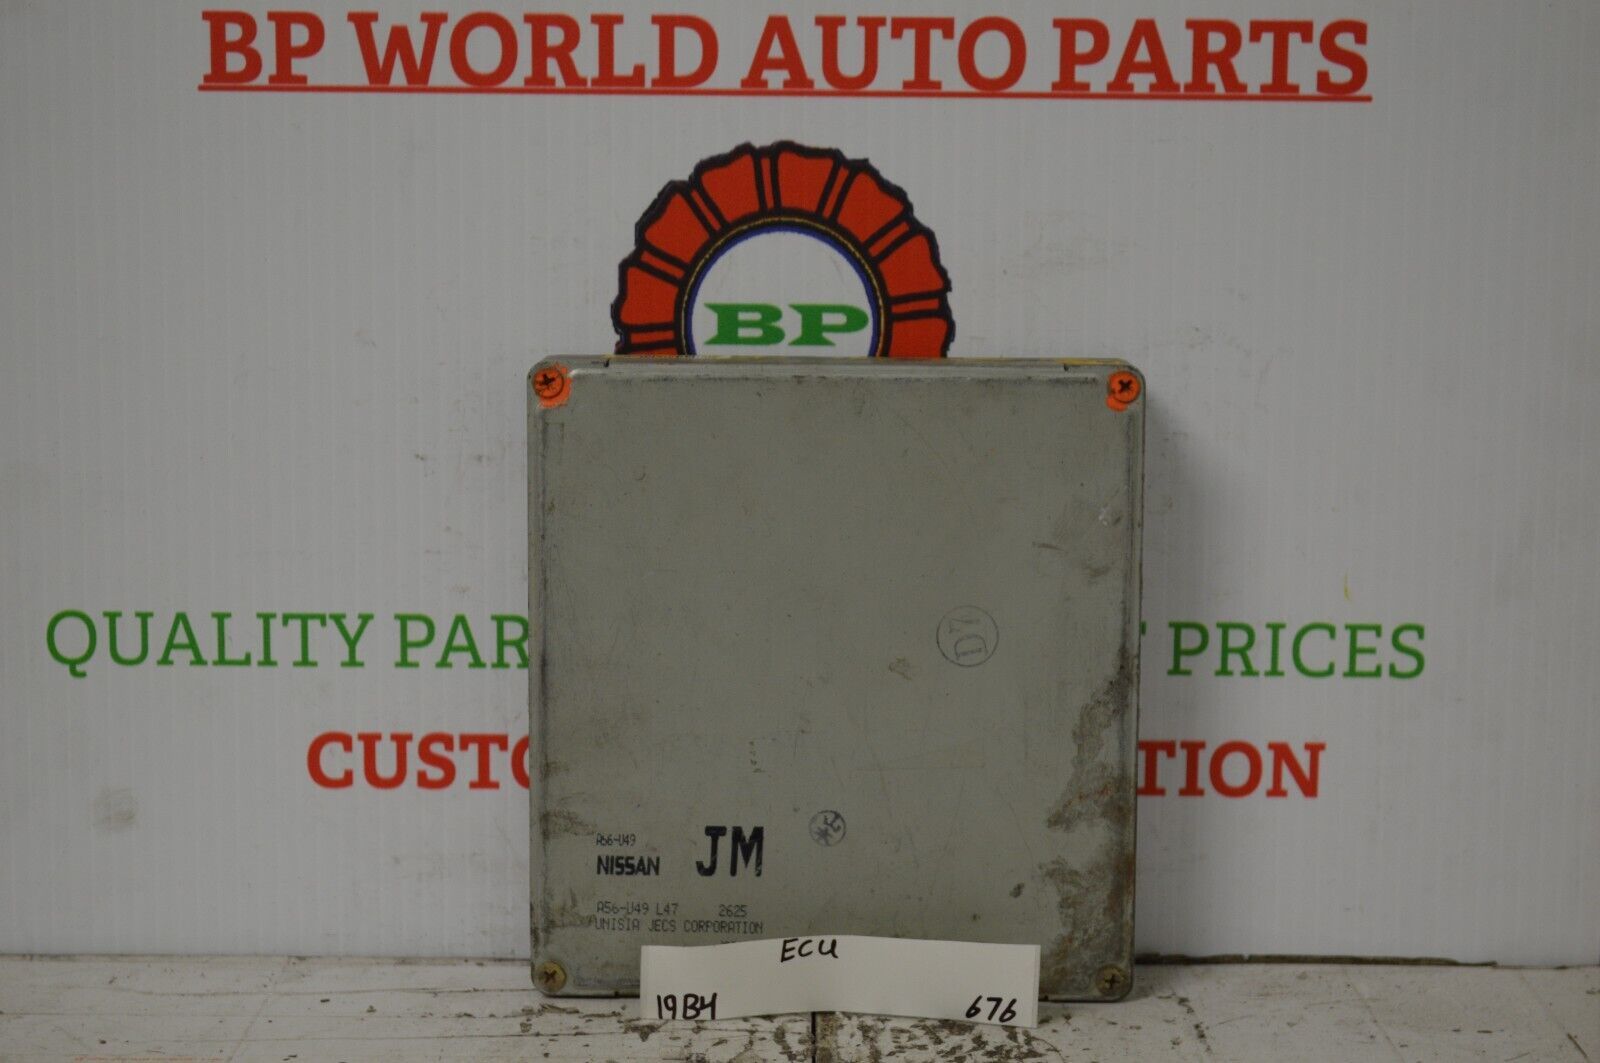 BP WORLD AUTO PARTS
BP
QUALITY PAR PRICES
CUSTO TION
D7
A56-U49
NISSAN JM
A56-U49 L47 2625
UNISIA JECS CORPORATION
ECU
19B4 676